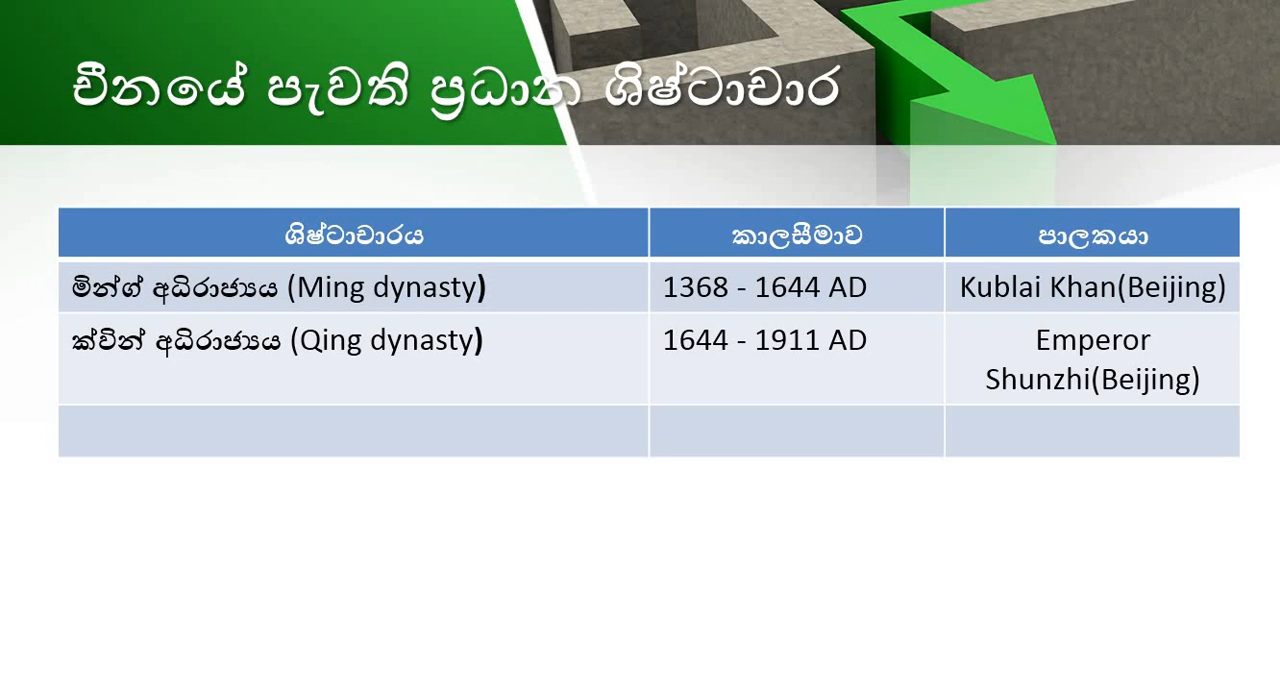 චීනයේ පැවති ප්‍රධාන ශිෂ්ටාචාර
ශිෂ්ටාචාරය කාලසීමාව පාලකයා
මින්ග් අධිරාජ්‍යය (Ming dynasty) 1368 - 1644 AD Kublai Khan(Beijing)
ක්වින් අධිරාජ්‍යය (Qing dynasty) 1644 - 1911 AD Emperor
Shunzhi(Beijing)